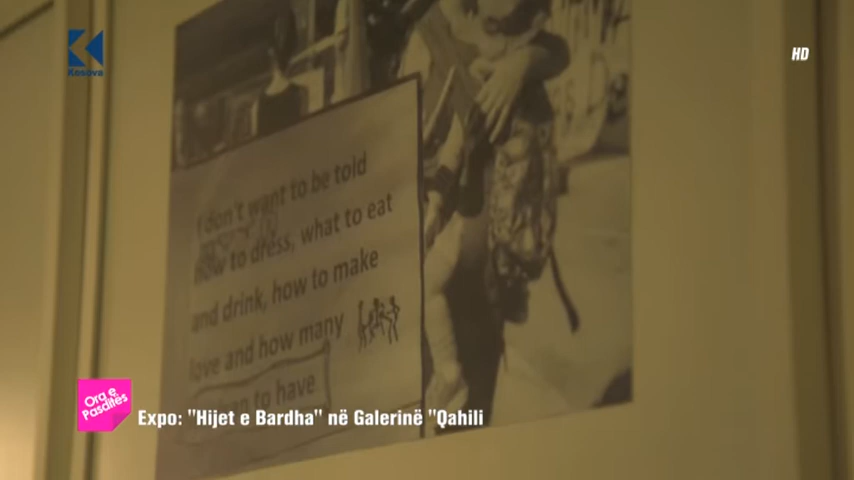 Kosova
HD
I don't want to be told
how to dress, what to eat
and drink, how to make
love and how many
to have
Ora e
Pasdites
Expo: "Hijet e Bardha" në Galerinë "Qahili